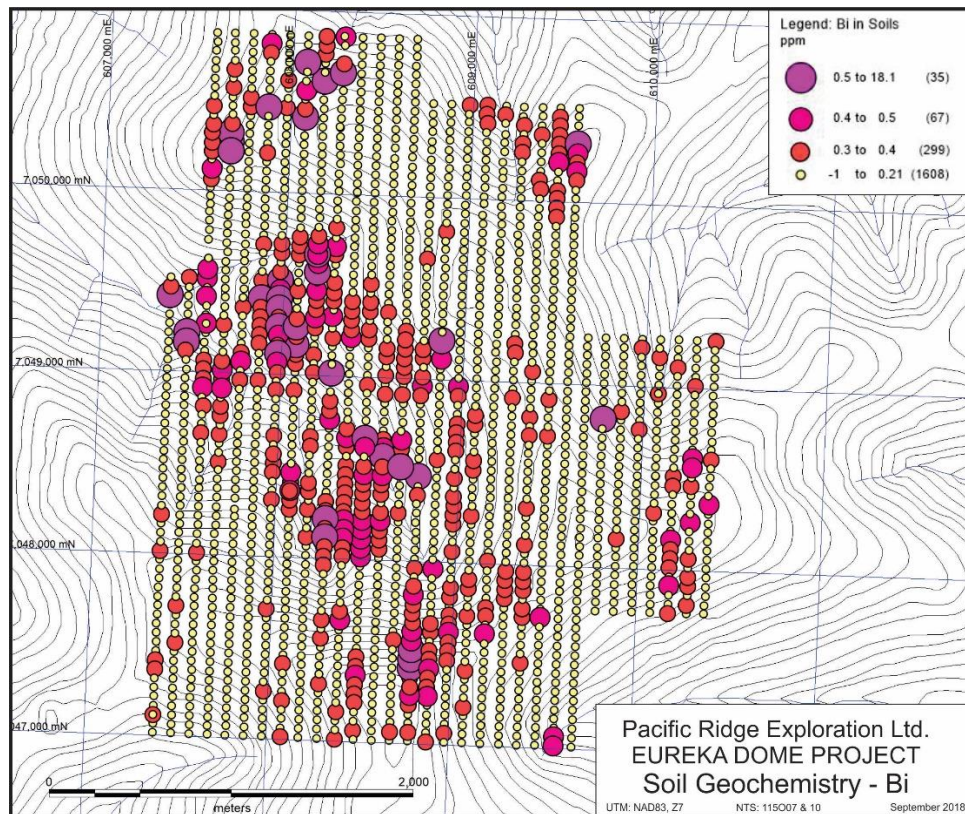 Legend: Bi in Soils
ppm
0.5 to 18.1 (35)
0.4 to 0.5 (67)
0.3 to 0.4 (299)
-1 to 0.21 (1608)
607,000 mE
609,000 mE
610,000 mE
7,050,000 mN
7,049,000 mN
,048,000 mN
047,000 mN
0 2,000
meters
Pacific Ridge Exploration Ltd.
EUREKA DOME PROJECT
Soil Geochemistry - Bi
UTM: NAD83, Z7 NTS: 115O07 & 10 September 2018